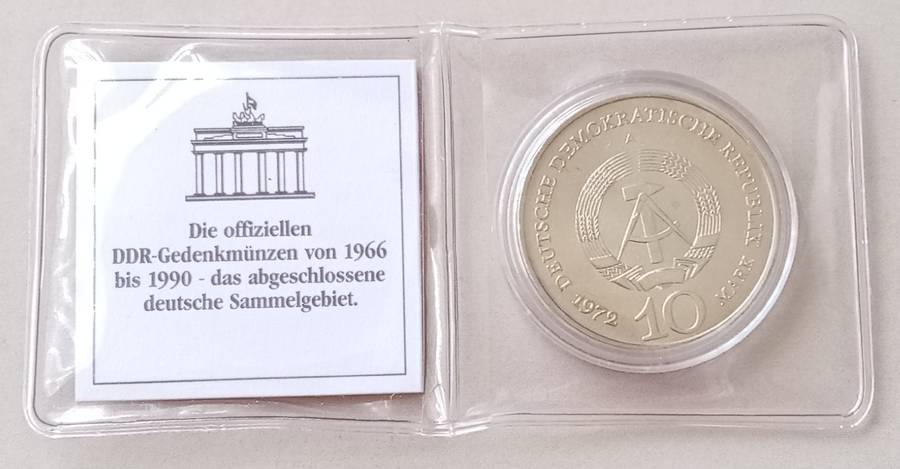 Die offiziellen
DDR-Gedenkmünzen von 1966
bis 1990 - das abgeschlossene
deutsche Sammelgebiet.
DEUTSCHE DEMOKRATISCHE REPUBLIK
A
1972 10 MARK